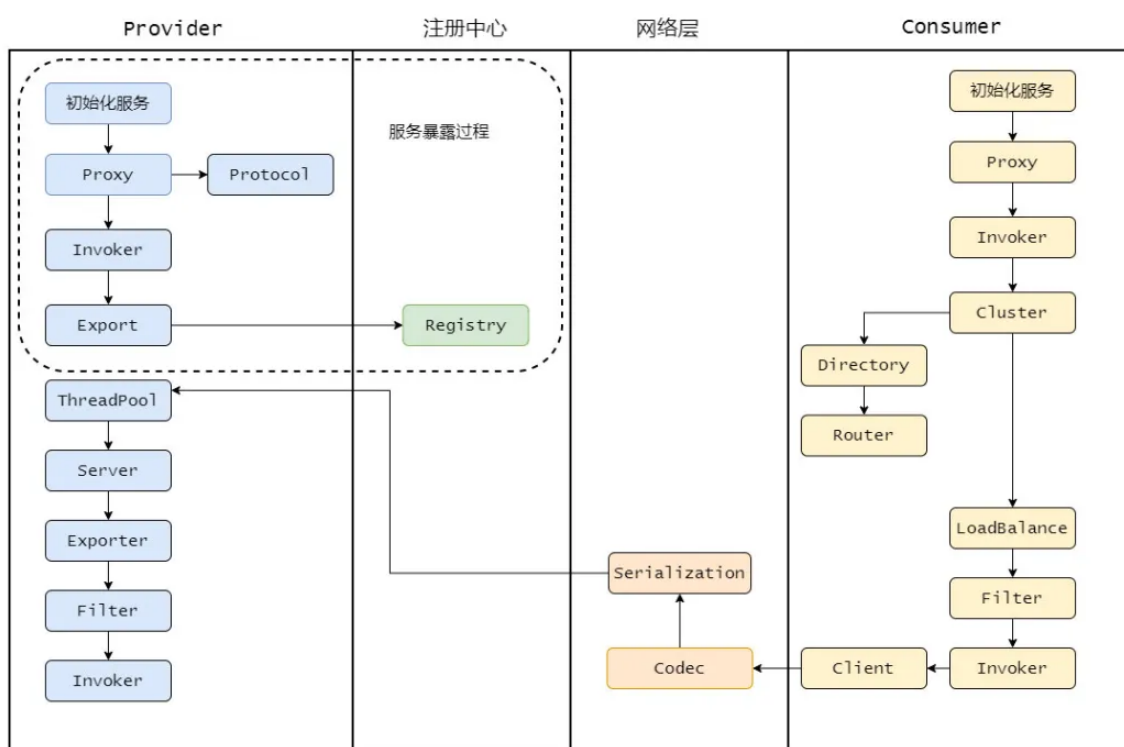 Provider
注册中心
网络层
Consumer
初始化服务
Proxy
Protocol
Invoker
Export
服务暴露过程
Registry
ThreadPool
Server
Exporter
Filter
Invoker
Serialization
Codec
初始化服务
Proxy
Invoker
Cluster
Directory
Router
LoadBalance
Filter
Invoker
Client